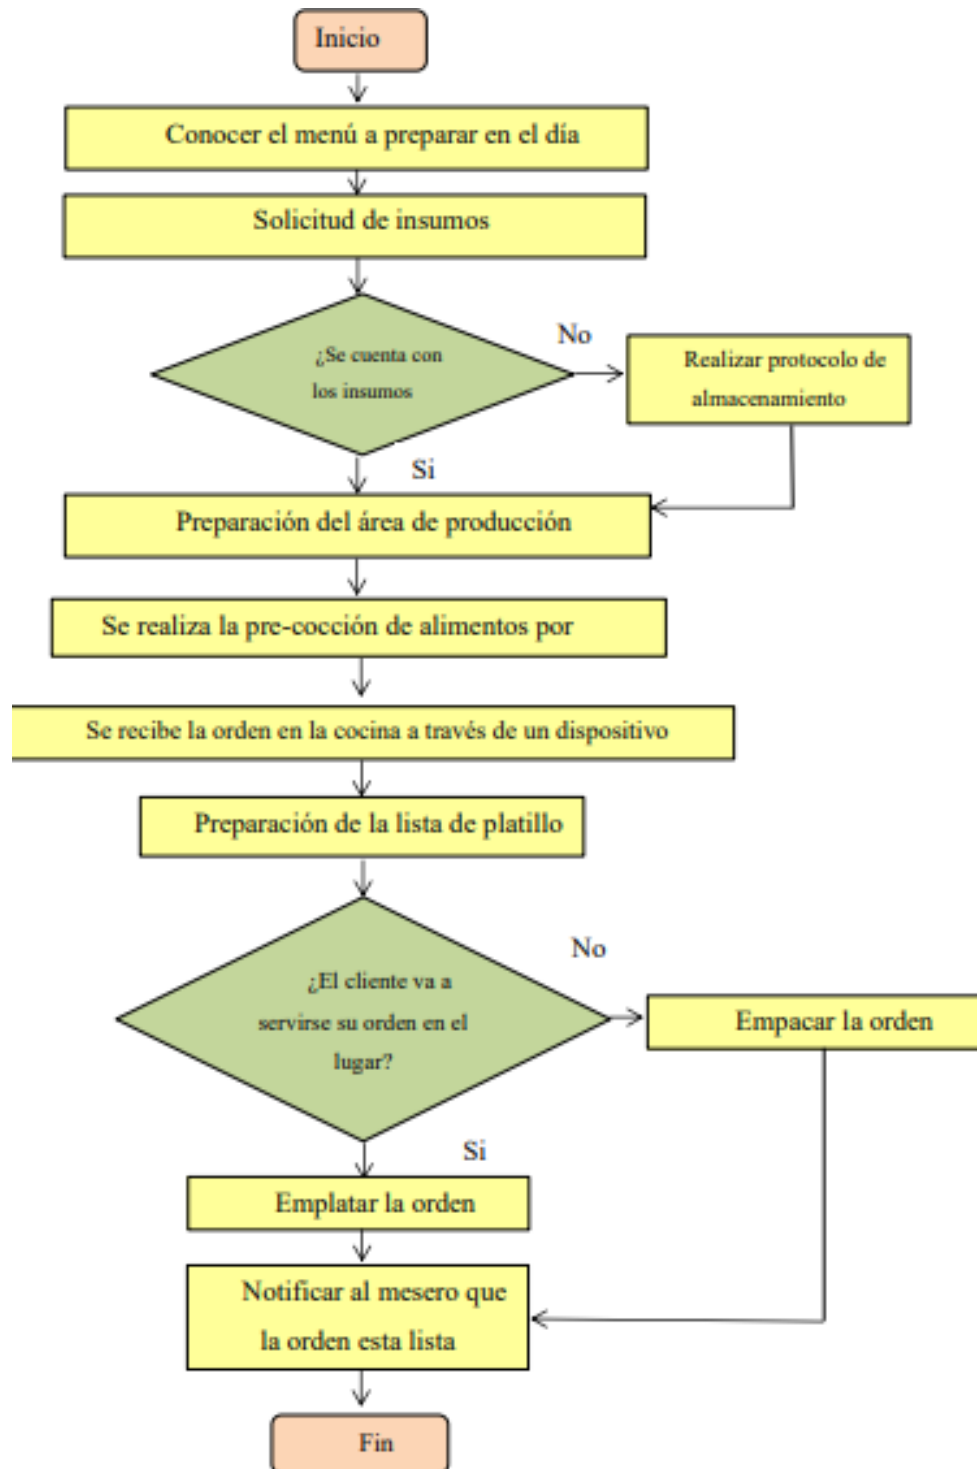 Inicio
Conocer el menú a preparar en el día
Solicitud de insumos
¿Se cuenta con
los insumos
No
Realizar protocolo de
almacenamiento
Si
Preparación del área de producción
Se realiza la pre-cocción de alimentos por
Se recibe la orden en la cocina a través de un dispositivo
Preparación de la lista de platillo
¿El cliente va a
servirse su orden en el
lugar?
No
Empacar la orden
Si
Emplatar la orden
Notificar al mesero que
la orden esta lista
Fin